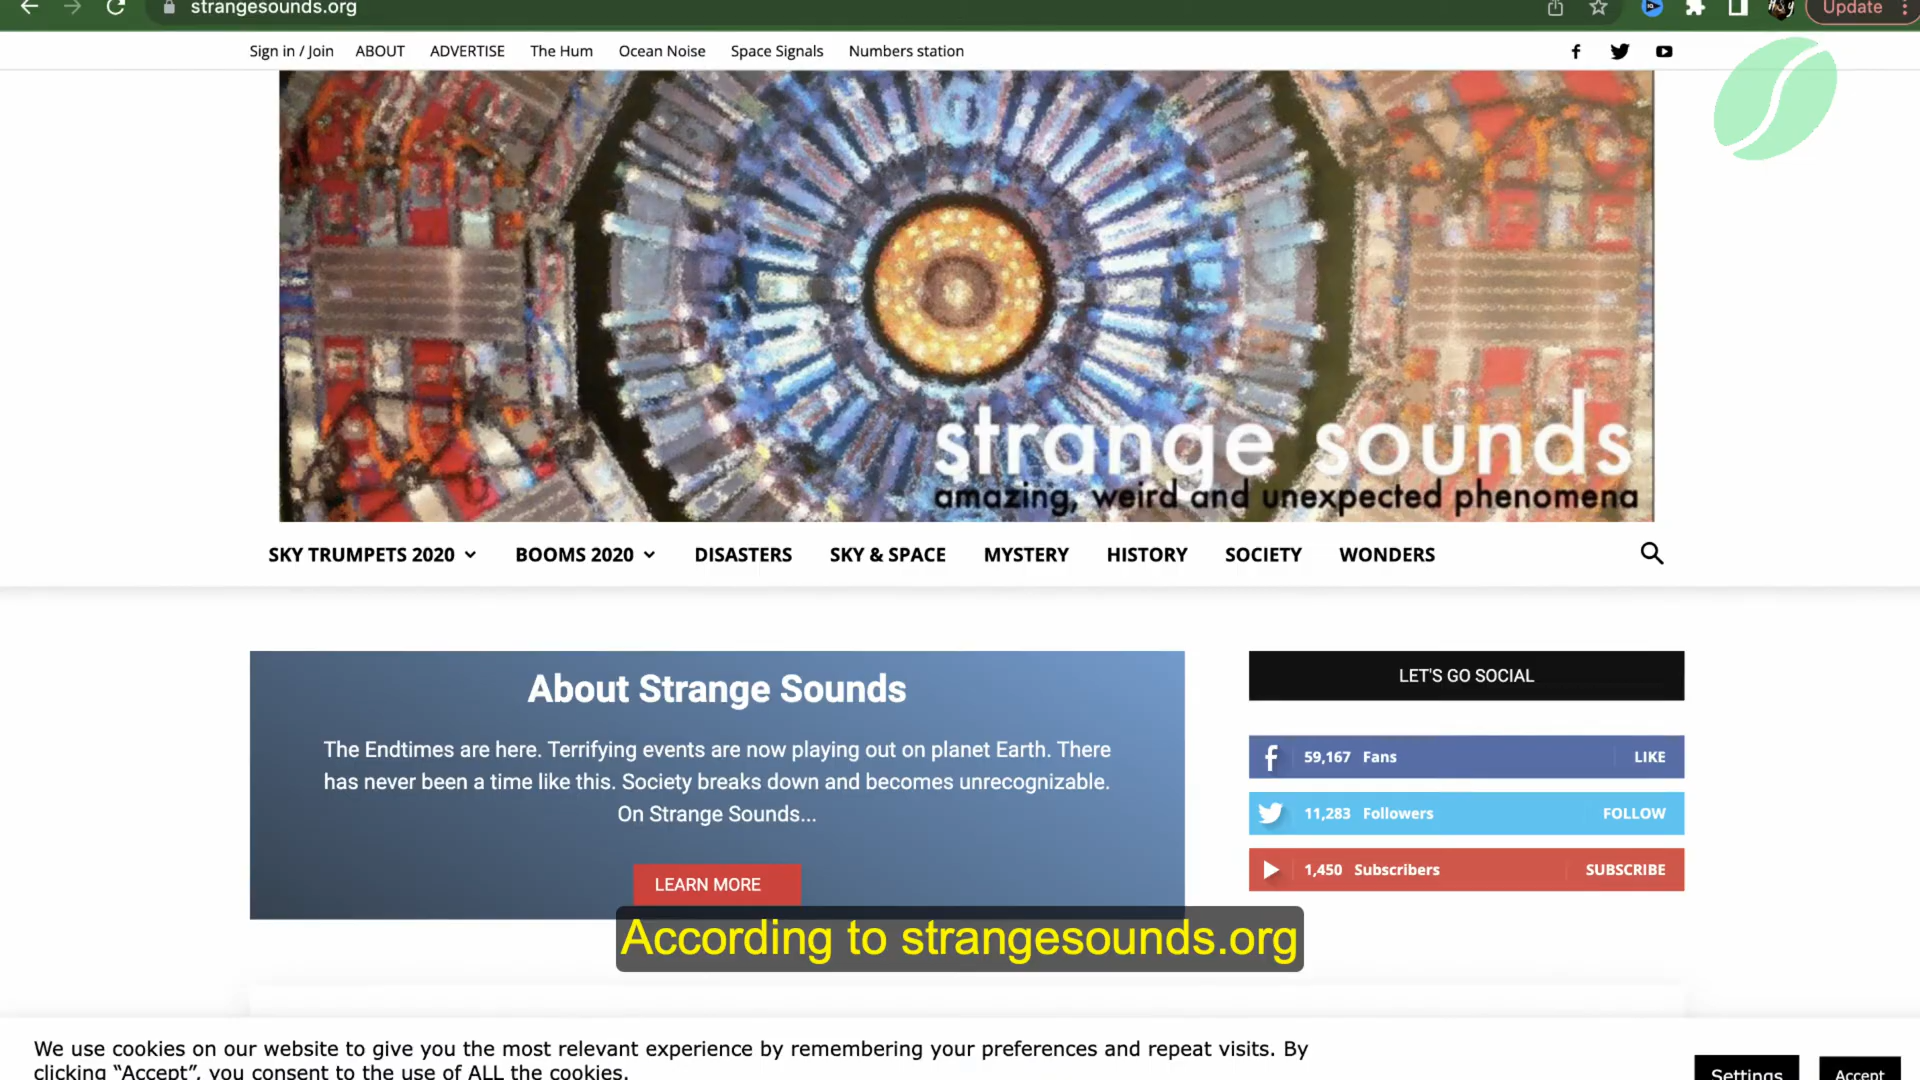 strangesounds.org
Update
Sign in / Join ABOUT ADVERTISE The Hum Ocean Noise Space Signals Numbers station
strange sounds
amazing, weird and unexpected phenomena
SKY TRUMPETS 2020 BOOMS 2020 DISASTERS SKY & SPACE MYSTERY HISTORY SOCIETY WONDERS
About Strange Sounds
The Endtimes are here. Terrifying events are now playing out on planet Earth. There
has never been a time like this. Society breaks down and becomes unrecognizable.
On Strange Sounds...
LEARN MORE
LET'S GO SOCIAL
59,167 Fans LIKE
11,283 Followers FOLLOW
1,450 Subscribers SUBSCRIBE
According to strangesounds.org
We use cookies on our website to give you the most relevant experience by remembering your preferences and repeat visits. By
clicking “Accept”, you consent to the use of ALL the cookies.
Settings Accept